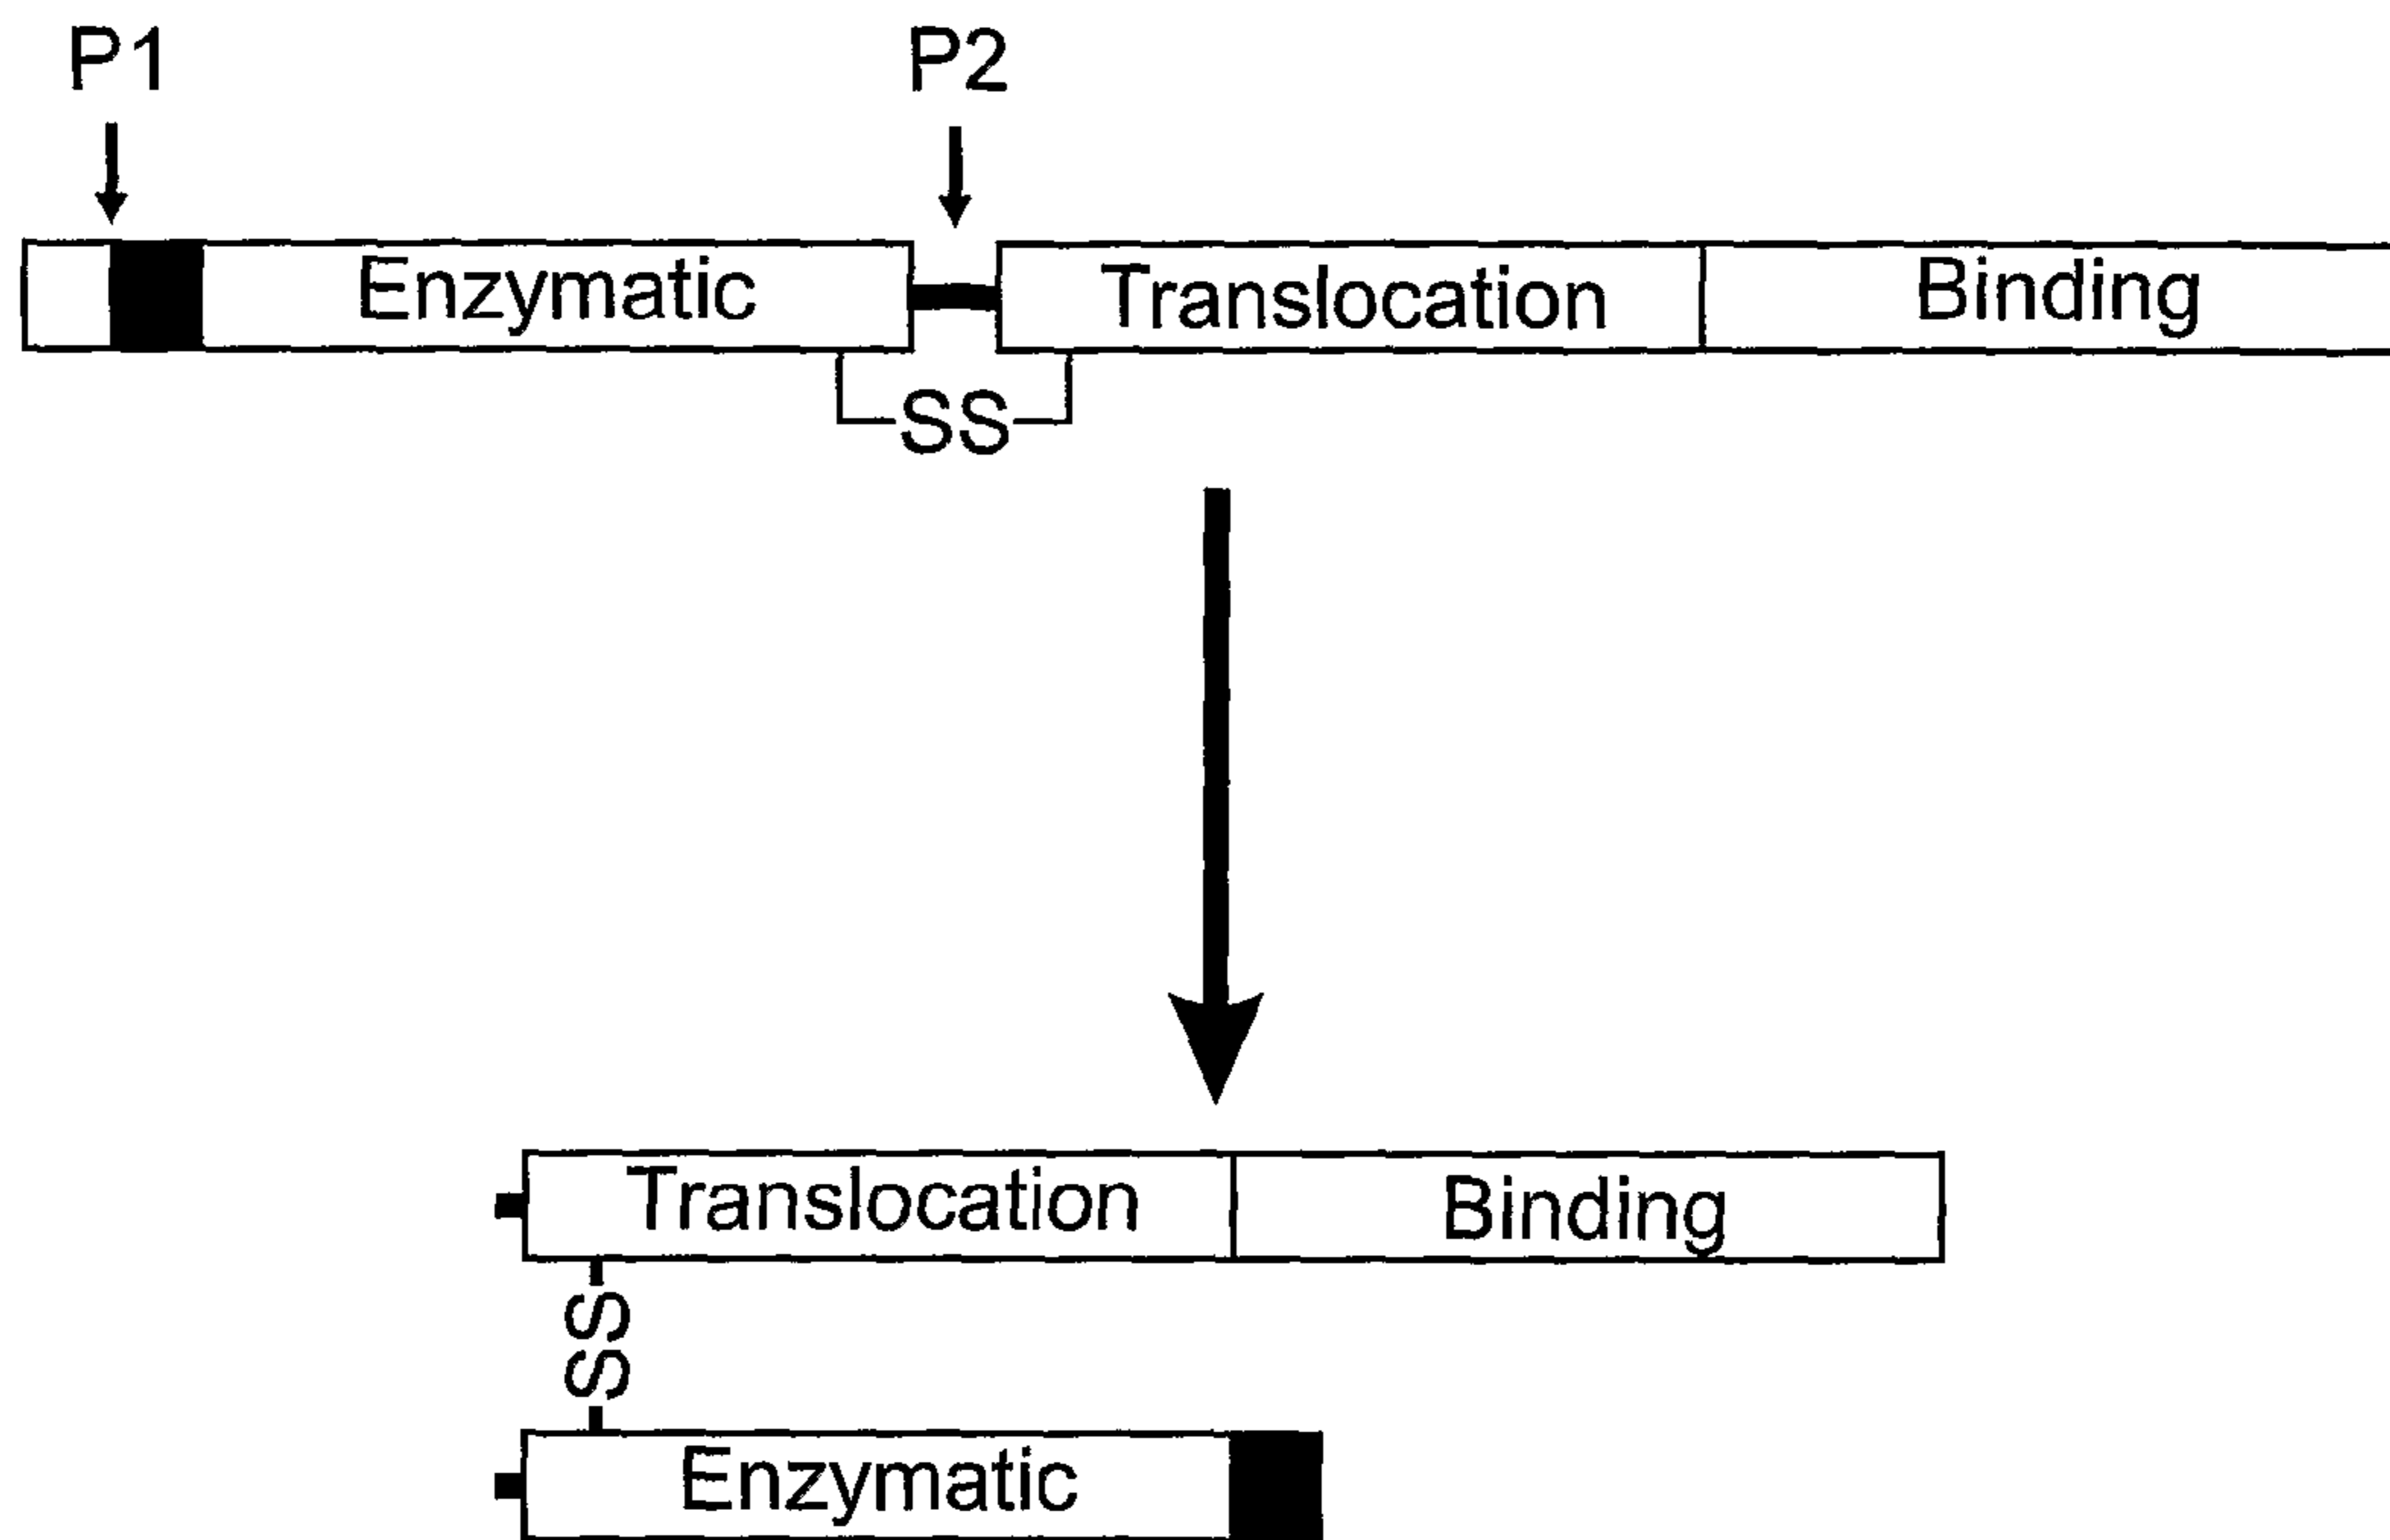 P1 P2
Enzymatic Translocation Binding
SS
Translocation Binding
SS
Enzymatic